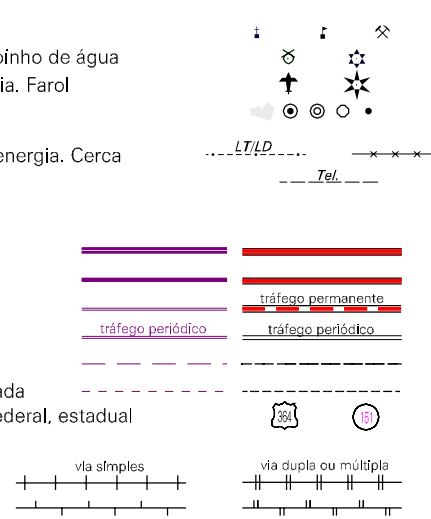 oinho de água
ia. Farol
energia. Cerca
LT/LD
Tel.
tráfego permanente
tráfego periódico
tráfego periódico
ada
ederal, estadual
364
151
via simples
via dupla ou múltipla